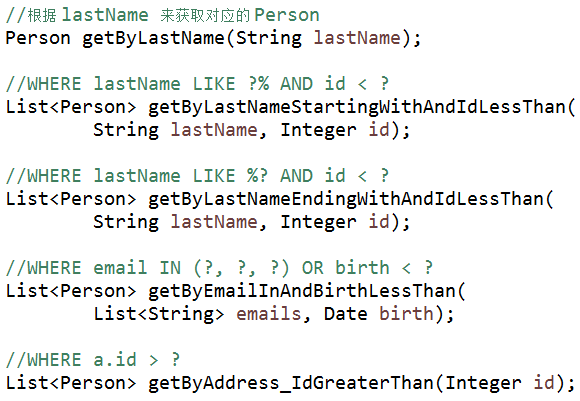 //根据 lastName 来获取对应的 Person
Person getByLastName(String lastName);
//WHERE lastName LIKE ?% AND id < ?
List<Person> getByLastNameStartingWithAndIdLessThan(
String lastName, Integer id);
//WHERE lastName LIKE %? AND id < ?
List<Person> getByLastNameEndingWithAndIdLessThan(
String lastName, Integer id);
//WHERE email IN (?, ?, ?) OR birth < ?
List<Person> getByEmailInAndBirthLessThan(
List<String> emails, Date birth);
//WHERE a.id > ?
List<Person> getByAddress_IdGreaterThan(Integer id);